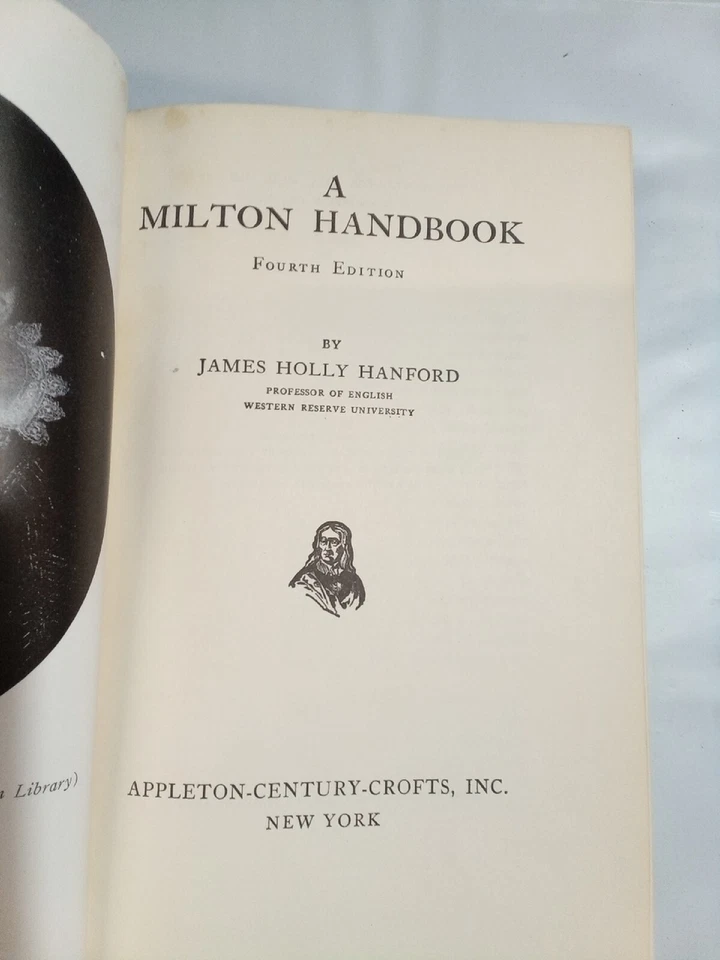 A
MILTON HANDBOOK
FOURTH EDITION
BY
JAMES HOLLY HANFORD
PROFESSOR OF ENGLISH
WESTERN RESERVE UNIVERSITY
Library)
APPLETON-CENTURY-CROFTS, INC.
NEW YORK